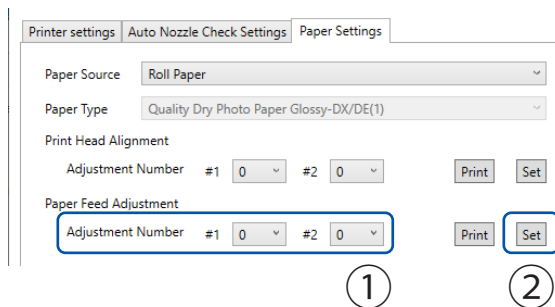 Printer settings Auto Nozzle Check Settings Paper Settings
Paper Source Roll Paper
Paper Type Quality Dry Photo Paper Glossy-DX/DE(1)
Print Head Alignment
Adjustment Number #1 0 #2 0 Print Set
Paper Feed Adjustment
Adjustment Number #1 0 #2 0 Print Set
① ②